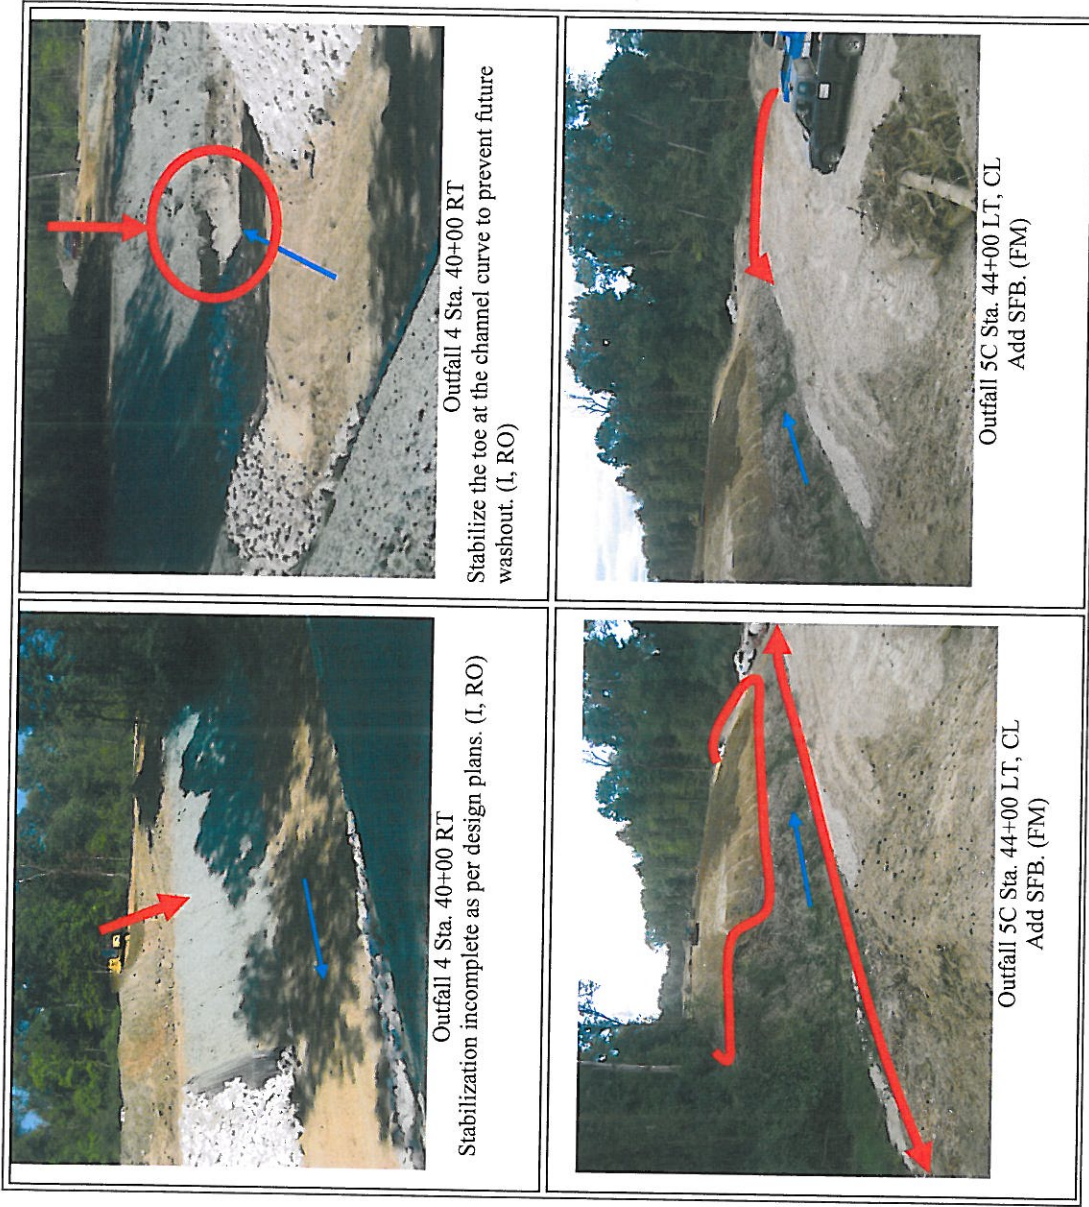 Outfall 4 Sta. 40+00 RT
Stabilization incomplete as per design plans. (I, RO)
Outfall 4 Sta. 40+00 RT
Stabilize the toe at the channel curve to prevent future
washout. (I, RO)
Outfall 5C Sta. 44+00 LT, CL
Add SFB. (FM)
Outfall 5C Sta. 44+00 LT, CL
Add SFB. (FM)